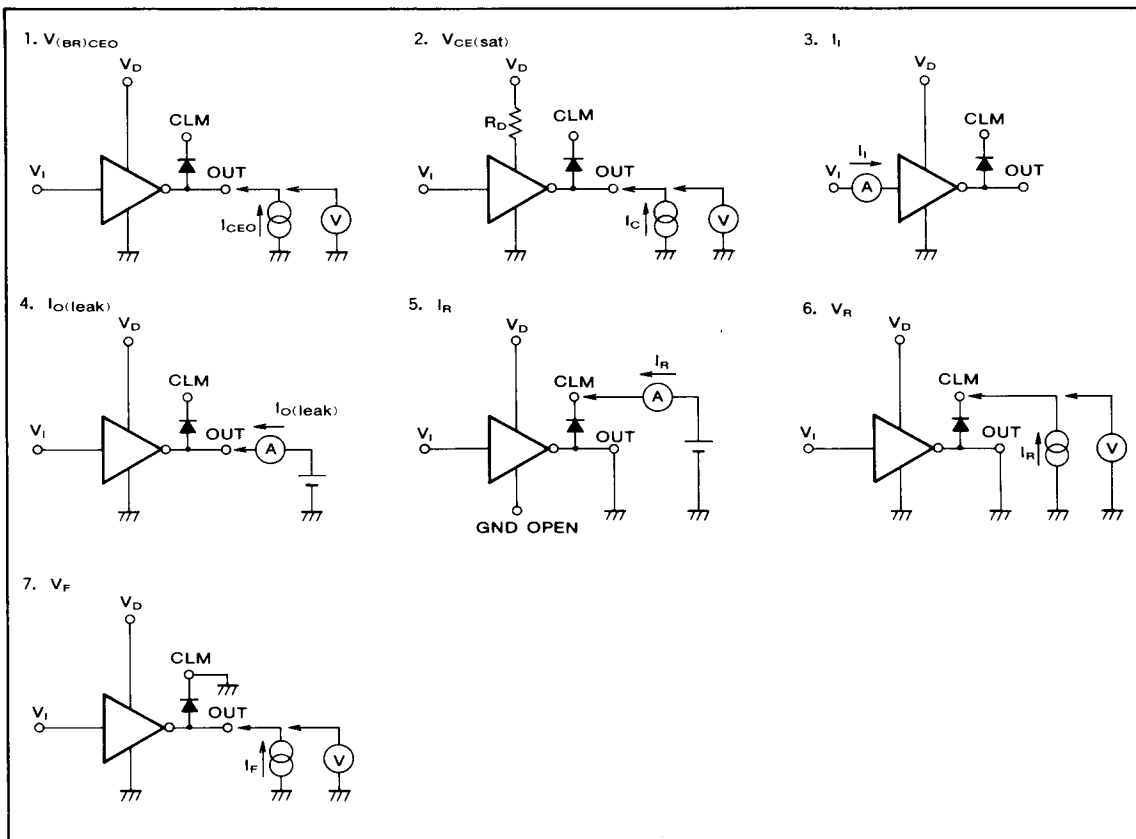 1. V(BR)CEO
VD
CLM
VI
OUT
ICEO
V
2. VCE(sat)
VD
RD
CLM
VI
OUT
IC
V
3. II
VD
CLM
II
VI
A
OUT
4. IO(leak)
VD
CLM
IO(leak)
VI
OUT
A
5. IR
VD
IR
CLM
A
VI
OUT
GND OPEN
6. VR
VD
CLM
VI
OUT
IR
V
7. VF
VD
CLM
VI
OUT
IF
V